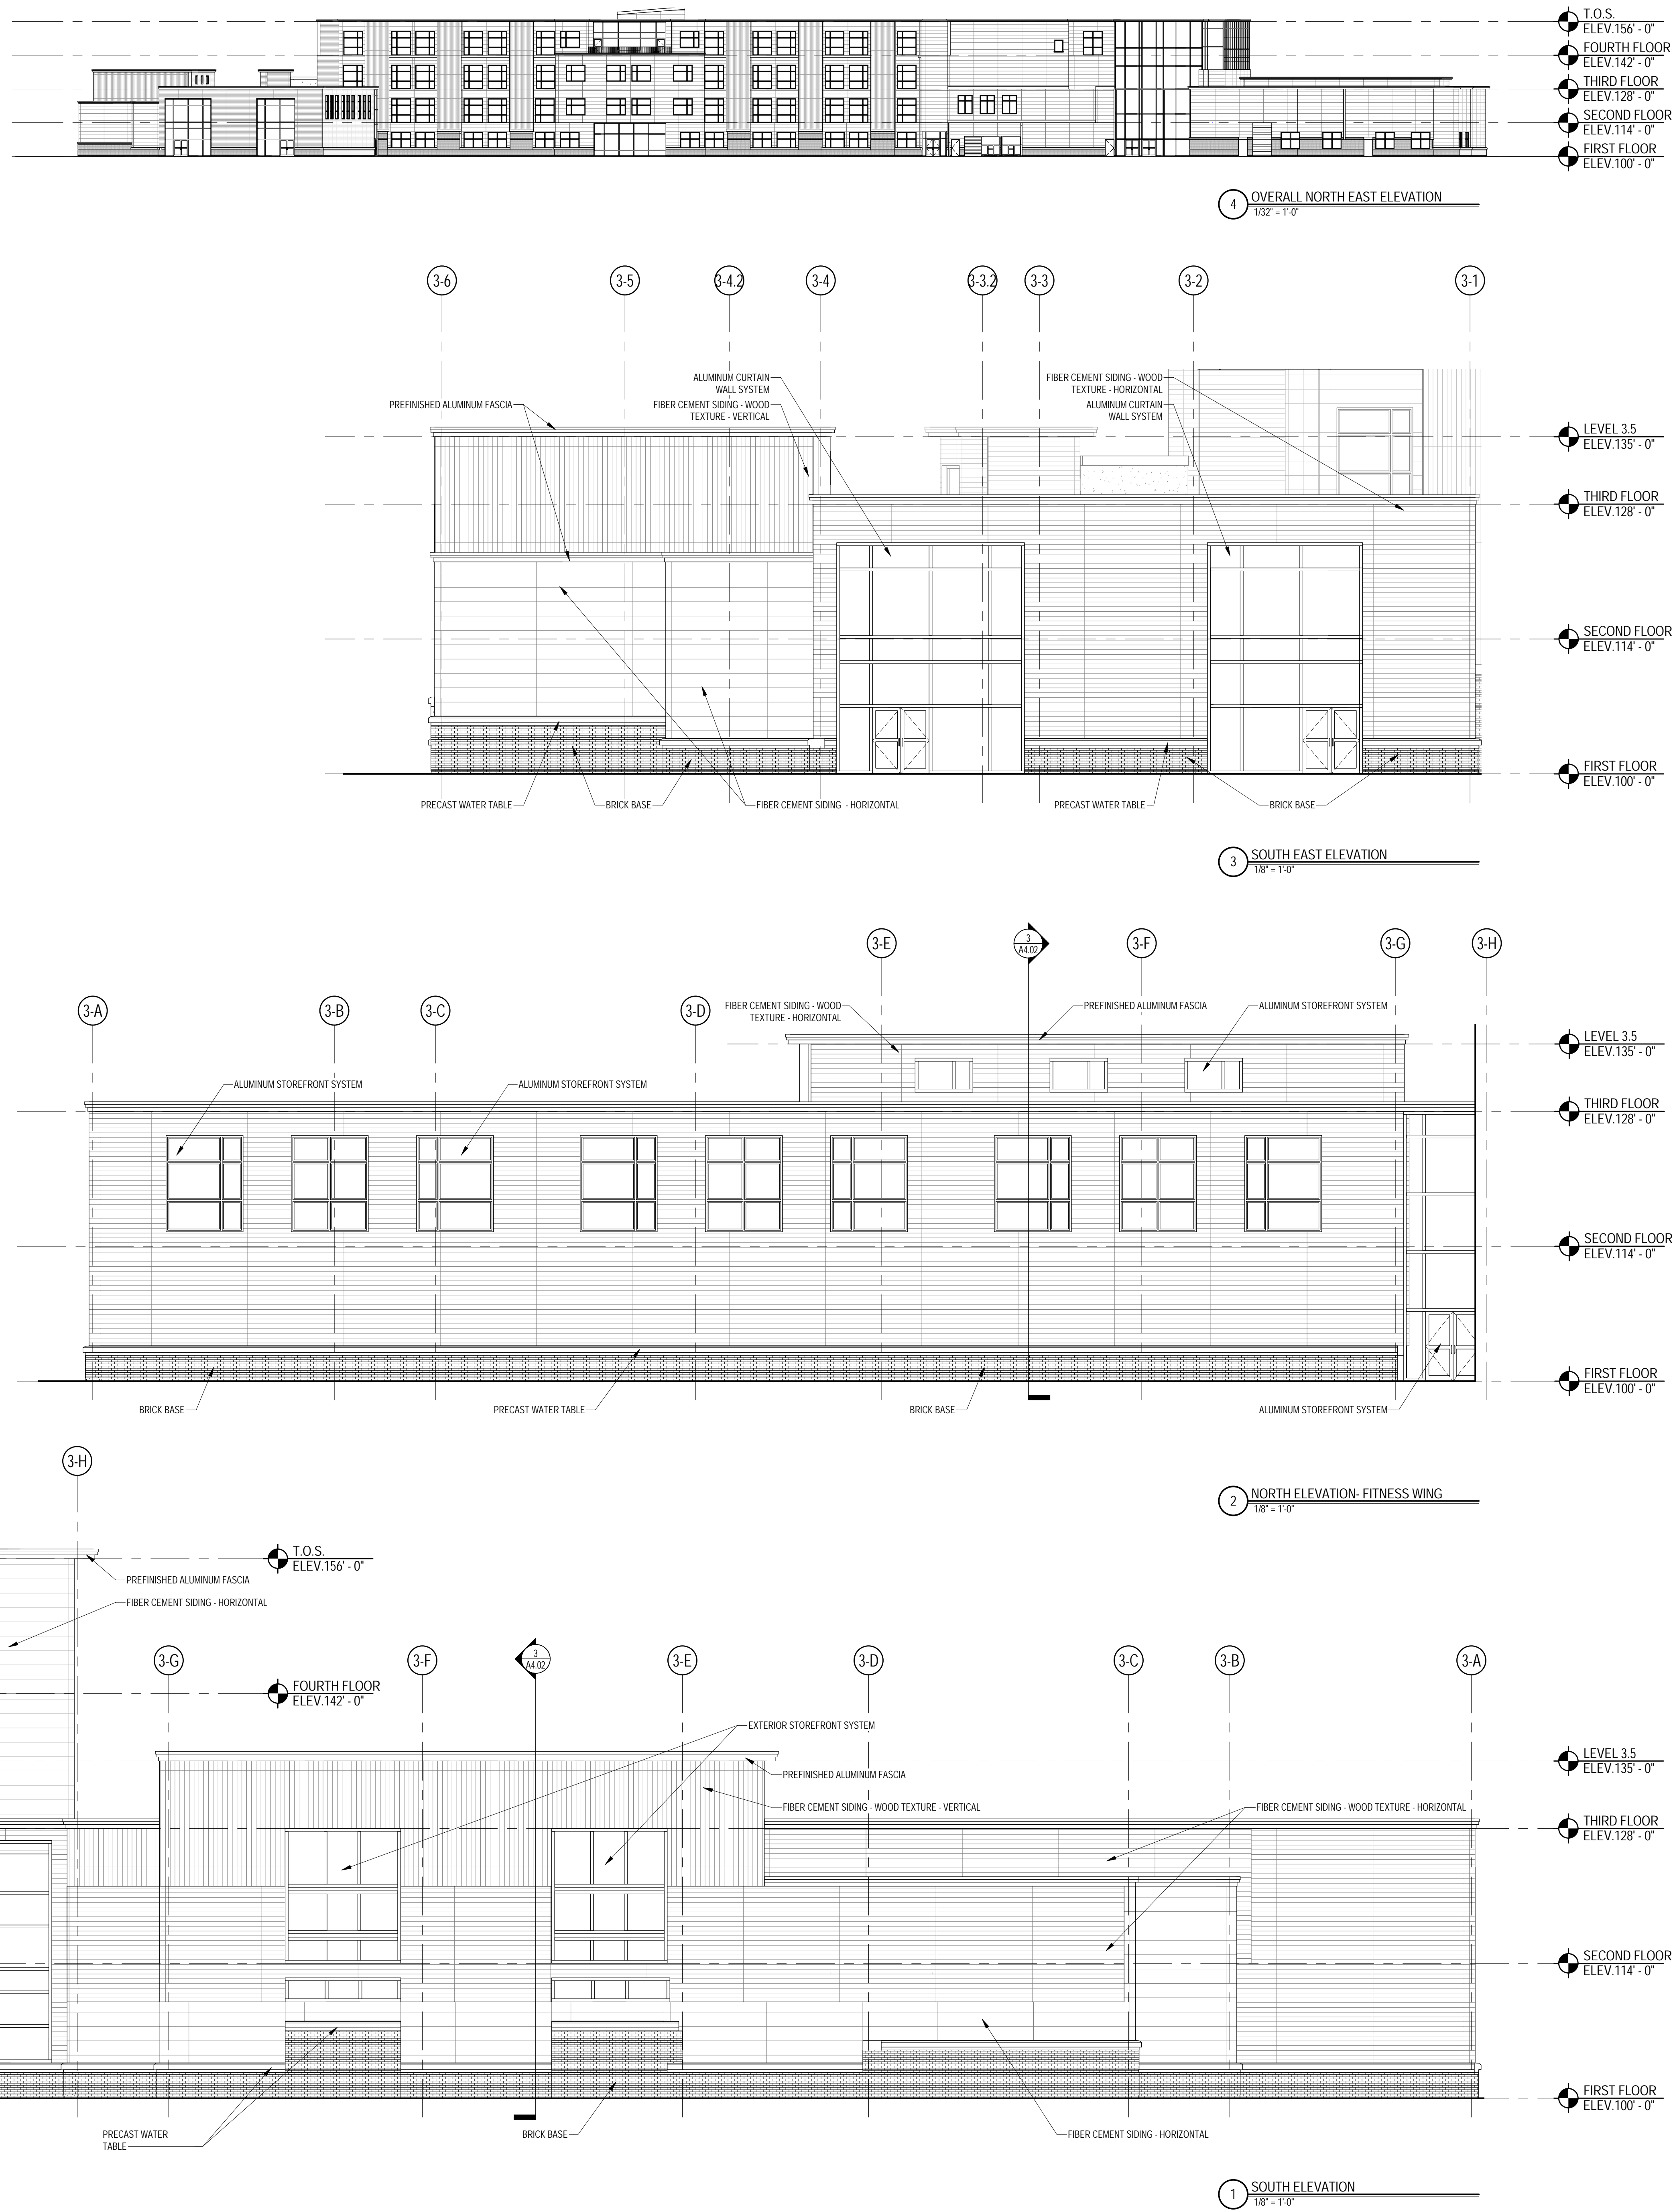 T.O.S.
ELEV.156' - 0"
FOURTH FLOOR
ELEV.142' - 0"
THIRD FLOOR
ELEV.128' - 0"
SECOND FLOOR
ELEV.114' - 0"
FIRST FLOOR
ELEV.100' - 0"
4
OVERALL NORTH EAST ELEVATION
1/32" = 1'-0"
3-6
3-5
3-4.2
3-4
3-3.2
3-3
3-2
3-1
ALUMINUM CURTAIN
WALL SYSTEM
FIBER CEMENT SIDING - WOOD
TEXTURE - HORIZONTAL
PREFINISHED ALUMINUM FASCIA
FIBER CEMENT SIDING - WOOD
TEXTURE - VERTICAL
ALUMINUM CURTAIN
WALL SYSTEM
LEVEL 3.5
ELEV.135' - 0"
THIRD FLOOR
ELEV.128' - 0"
SECOND FLOOR
ELEV.114' - 0"
FIRST FLOOR
ELEV.100' - 0"
PRECAST WATER TABLE
BRICK BASE
FIBER CEMENT SIDING - HORIZONTAL
PRECAST WATER TABLE
BRICK BASE
3
SOUTH EAST ELEVATION
1/8" = 1'-0"
3-E
3
A4.02
3-F
3-G
3-H
3-A
3-B
3-C
3-D
FIBER CEMENT SIDING - WOOD
TEXTURE - HORIZONTAL
PREFINISHED ALUMINUM FASCIA
ALUMINUM STOREFRONT SYSTEM
LEVEL 3.5
ELEV.135' - 0"
ALUMINUM STOREFRONT SYSTEM
ALUMINUM STOREFRONT SYSTEM
THIRD FLOOR
ELEV.128' - 0"
SECOND FLOOR
ELEV.114' - 0"
FIRST FLOOR
ELEV.100' - 0"
BRICK BASE
PRECAST WATER TABLE
BRICK BASE
ALUMINUM STOREFRONT SYSTEM
2
NORTH ELEVATION- FITNESS WING
1/8" = 1'-0"
3-H
T.O.S.
ELEV.156' - 0"
PREFINISHED ALUMINUM FASCIA
FIBER CEMENT SIDING - HORIZONTAL
3-G
3-F
3
A4.02
3-E
3-D
3-C
3-B
3-A
FOURTH FLOOR
ELEV.142' - 0"
EXTERIOR STOREFRONT SYSTEM
LEVEL 3.5
ELEV.135' - 0"
PREFINISHED ALUMINUM FASCIA
FIBER CEMENT SIDING - WOOD TEXTURE - VERTICAL
FIBER CEMENT SIDING - WOOD TEXTURE - HORIZONTAL
THIRD FLOOR
ELEV.128' - 0"
SECOND FLOOR
ELEV.114' - 0"
FIRST FLOOR
ELEV.100' - 0"
PRECAST WATER
TABLE
BRICK BASE
FIBER CEMENT SIDING - HORIZONTAL
1
SOUTH ELEVATION
1/8" = 1'-0"